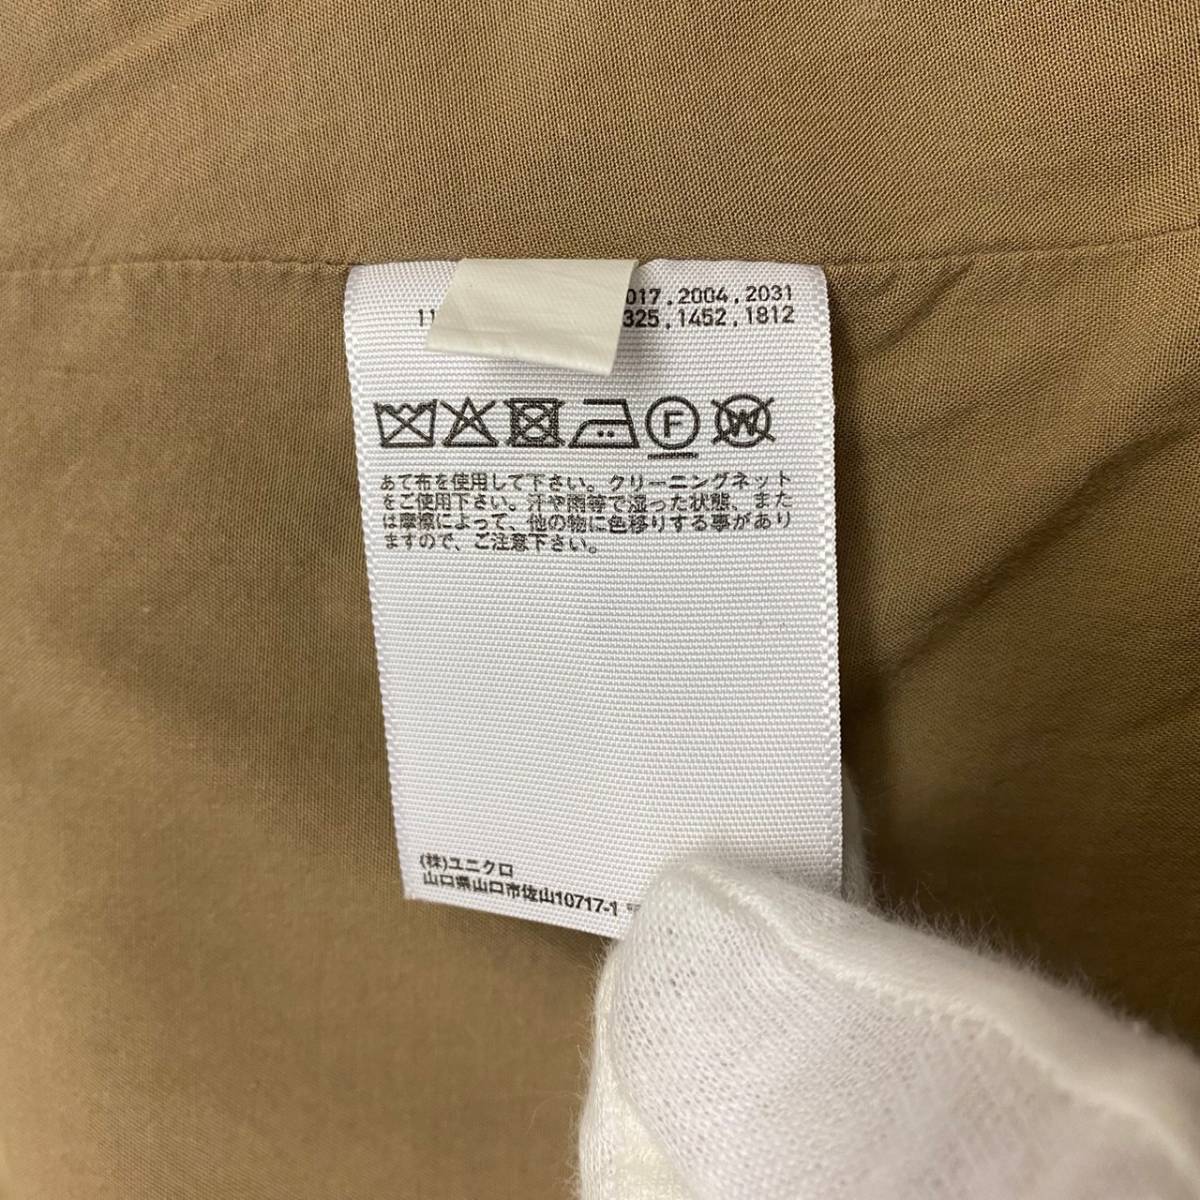 017,2004,2031
11 325,1452,1812
F W
あて布を使用して下さい。クリーニングネット
をご使用下さい。汗や雨等で湿った状態、また
は摩擦によって、他の物に色移りする事があり
ますので、ご注意下さい。
(株)ユニクロ
山口県山口市佐山10717-1